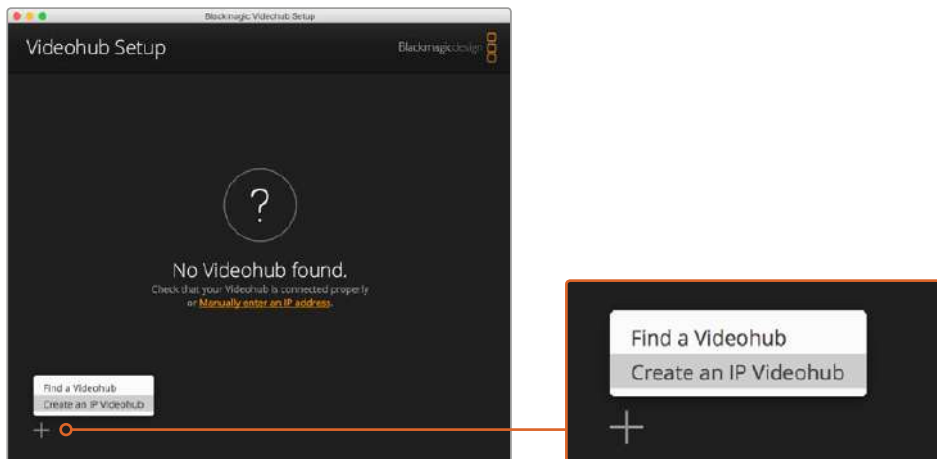 Blackmagic Videohub Setup
Videohub Setup
Blackmagicdesign
?
No Videohub found.
Check that your Videohub is connected properly
or Manually enter an IP address.
Find a Videohub
Create an IP Videohub
Find a Videohub
Create an IP Videohub